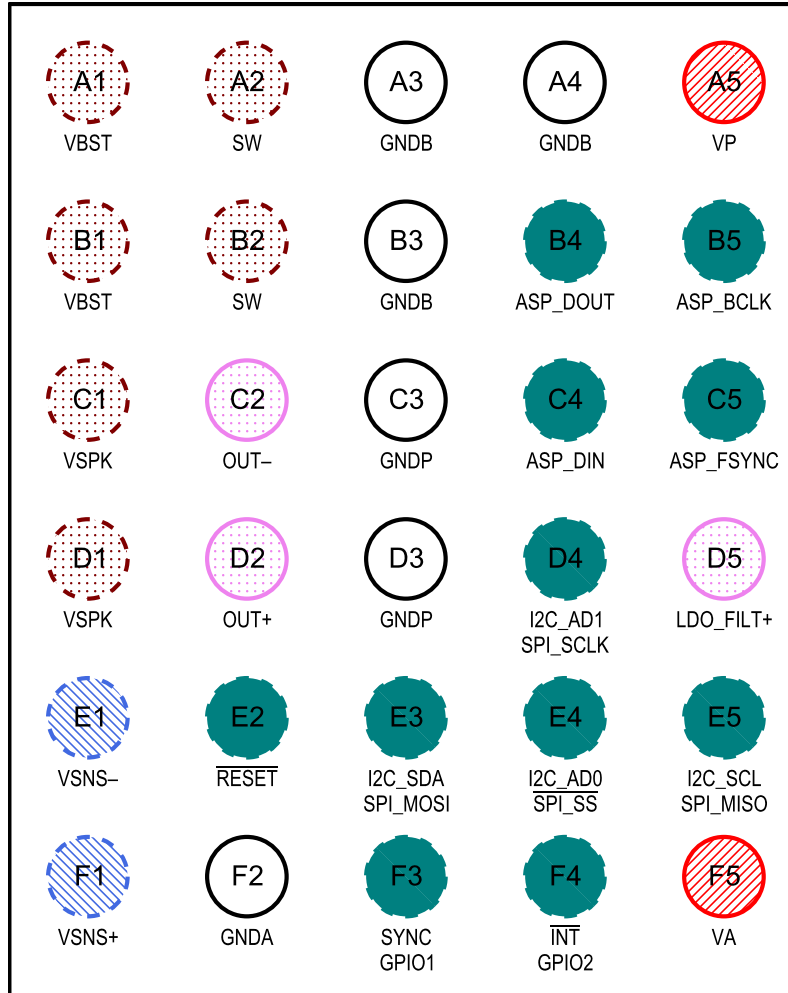 A1 A2 A3 A4 A5
VBST SW GNDB GNDB VP
B1 B2 B3 B4 B5
VBST SW GNDB ASP_DOUT ASP_BCLK
C1 C2 C3 C4 C5
VSPK OUT– GNDP ASP_DIN ASP_FSYNC
D1 D2 D3 D4 D5
VSPK OUT+ GNDP I2C_AD1 LDO_FILT+
SPI_SCLK
E1 E2 E3 E4 E5
VSNS– RESET I2C_SDA I2C_AD0 I2C_SCL
SPI_MOSI SPI_SS SPI_MISO
F1 F2 F3 F4 F5
VSNS+ GNDA SYNC INT VA
GPIO1 GPIO2